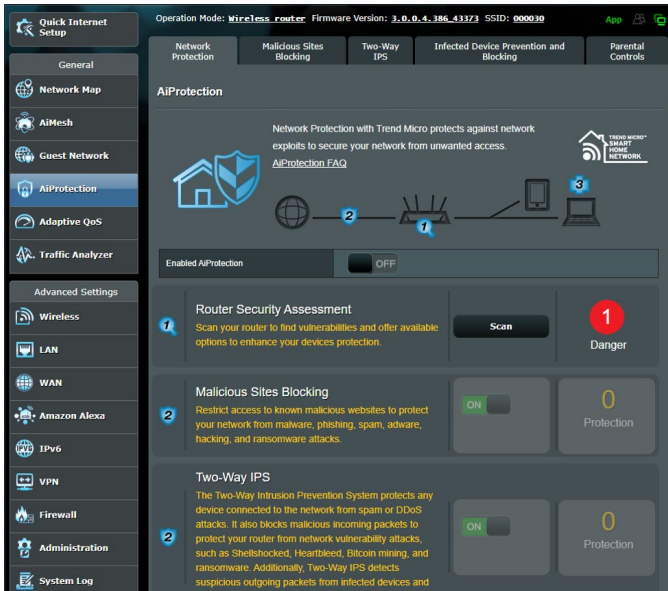 Quick Internet
Setup
General
Network Map
AiMesh
Guest Network
AiProtection
Adaptive QoS
Traffic Analyzer
Advanced Settings
Wireless
LAN
WAN
Amazon Alexa
IPv6
VPN
Firewall
Administration
System Log
Operation Mode: Wireless router Firmware Version: 3.0.0.4.386_43373 SSID: 000030
App
Network
Protection
Malicious Sites
Blocking
Two-Way
IPS
Infected Device Prevention and
Blocking
Parental
Controls
AiProtection
Network Protection with Trend Micro protects against network
exploits to secure your network from unwanted access.
AiProtection FAQ
TREND MICRO™
SMART
HOME
NETWORK
1
2
3
Enabled AiProtection
OFF
1
Router Security Assessment
Scan your router to find vulnerabilities and offer available
options to enhance your devices protection.
Scan
1
Danger
2
Malicious Sites Blocking
Restrict access to known malicious websites to protect
your network from malware, phishing, spam, adware,
hacking, and ransomware attacks.
ON
0
Protection
2
Two-Way IPS
The Two-Way Intrusion Prevention System protects any
device connected to the network from spam or DDoS
attacks. It also blocks malicious incoming packets to
protect your router from network vulnerability attacks,
such as Shellshocked, Heartbleed, Bitcoin mining, and
ransomware. Additionally, Two-Way IPS detects
suspicious outgoing packets from infected devices and
ON
0
Protection